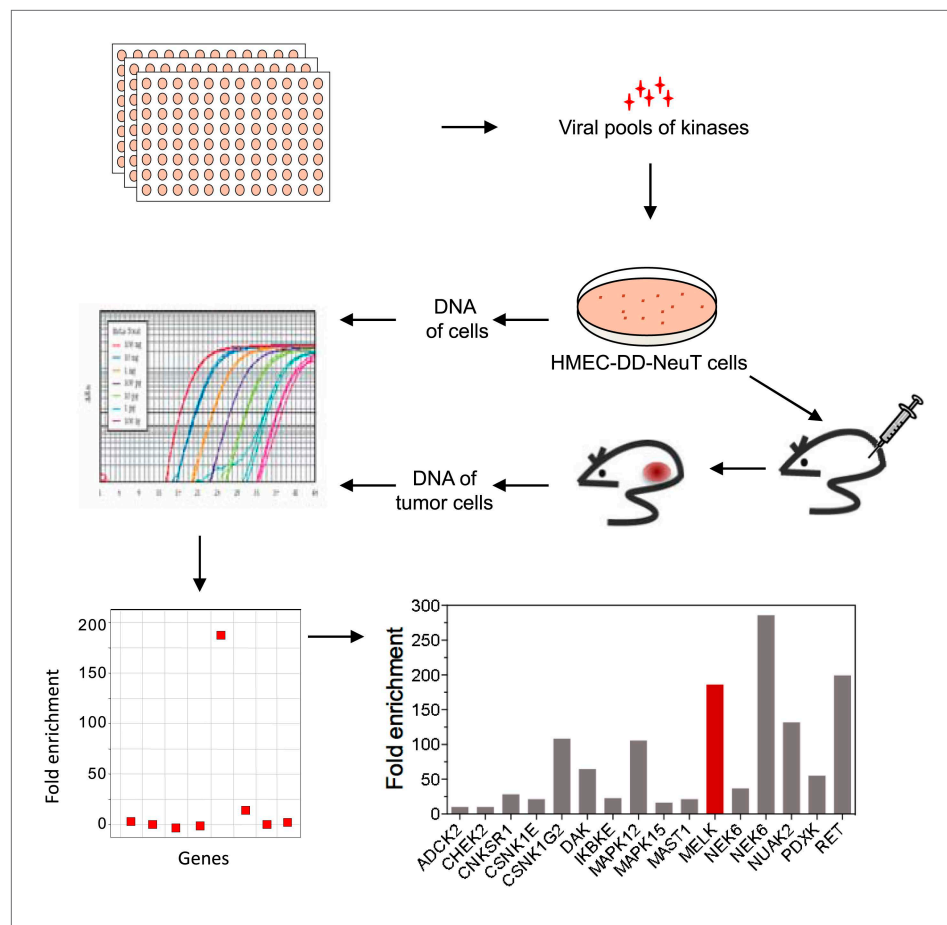 Viral pools of kinases
DNA
of cells
HMEC-DD-NeuT cells
DNA of
tumor cells
200
150
100
50
0
Fold enrichment
Genes
300
250
200
150
100
50
0
Fold enrichment
ADCK2
CHEK2
CNKSR1
CSNK1E
CSNK1G2
DAK
IKBKE
MAPK12
MAPK15
MAST1
MELK
NEK6
NEK6
NUAK2
PDXK
RET